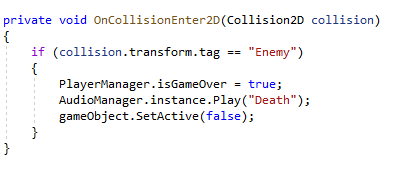 private void OnCollisionEnter2D(Collision2D collision)
{
    if (collision.transform.tag == "Enemy")
    {
        PlayerManager.isGameOver = true;
        AudioManager.instance.Play("Death");
        gameObject.SetActive(false);
    }
}